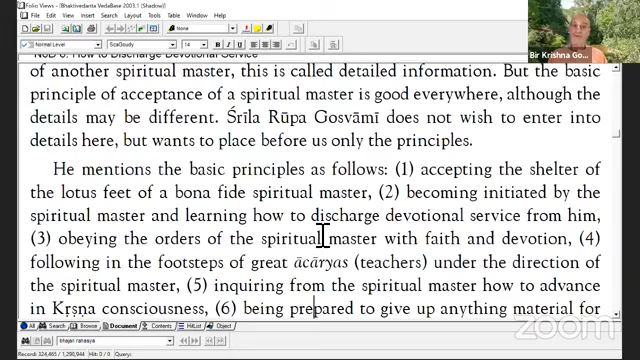 Folio Views - [Bhaktivedanta VedaBase 2003.1 (Shadow)]
File Edit View Search Layout Tools Window Help
None
Normal Level
ScaGoudy
14
Bir Krishna Go...
NoD 6: How to Discharge Devotional Service
of another spiritual master, this is called detailed information. But the basic
principle of acceptance of a spiritual master is good everywhere, although the
details may be different. Śrīla Rūpa Gosvāmī does not wish to enter into
details here, but wants to place before us only the principles.
He mentions the basic principles as follows: (1) accepting the shelter of
the lotus feet of a bona fide spiritual master, (2) becoming initiated by the
spiritual master and learning how to discharge devotional service from him,
(3) obeying the orders of the spiritual master with faith and devotion, (4)
following in the footsteps of great ācāryas (teachers) under the direction of
the spiritual master, (5) inquiring from the spiritual master how to advance
in Kṛṣṇa consciousness, (6) being prepared to give up anything material for
All Search Browse Document Contents HitList Object
bhajan rahasya
Record: 324,465 / 1,298,944 Hit: 0 / 0 Hits: 0
zoom